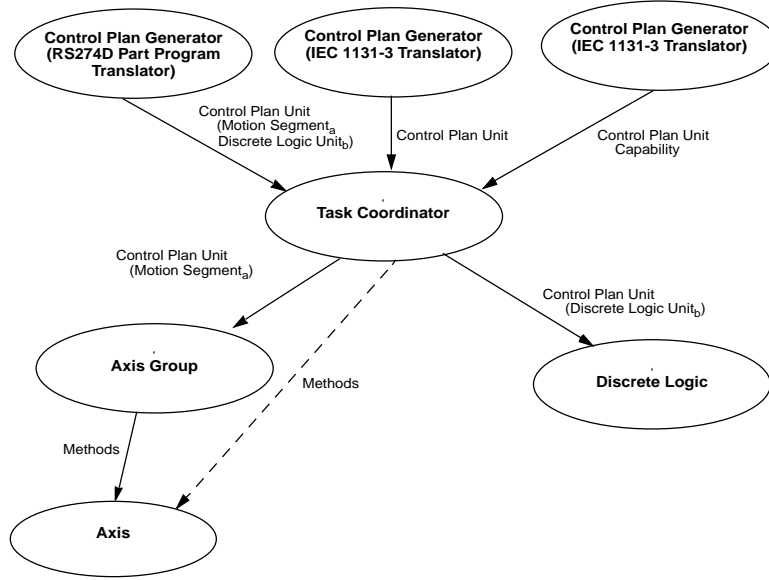 Control Plan Generator
(RS274D Part Program
Translator)
Control Plan Generator
(IEC 1131-3 Translator)
Control Plan Generator
(IEC 1131-3 Translator)
Control Plan Unit
(Motion Segmenta
Discrete Logic Unitb)
Control Plan Unit
Control Plan Unit
Capability
Task Coordinator
Control Plan Unit
(Motion Segmenta)
Control Plan Unit
(Discrete Logic Unitb)
Axis Group
Methods
Discrete Logic
Methods
Axis